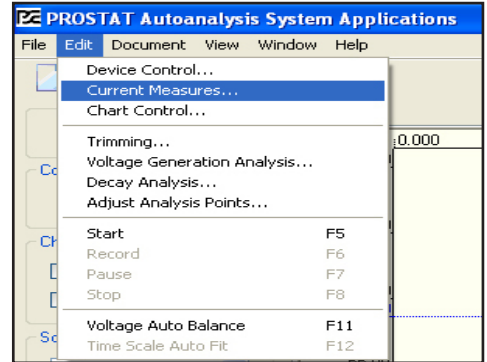 PROSTAT Autoanalysis System Applications
File Edit Document View Window Help
Device Control...
Current Measures...
Chart Control...
0.000
Trimming...
Voltage Generation Analysis...
Decay Analysis...
Adjust Analysis Points...
Start F5
Record F6
Pause F7
Stop F8
Voltage Auto Balance F11
Time Scale Auto Fit F12